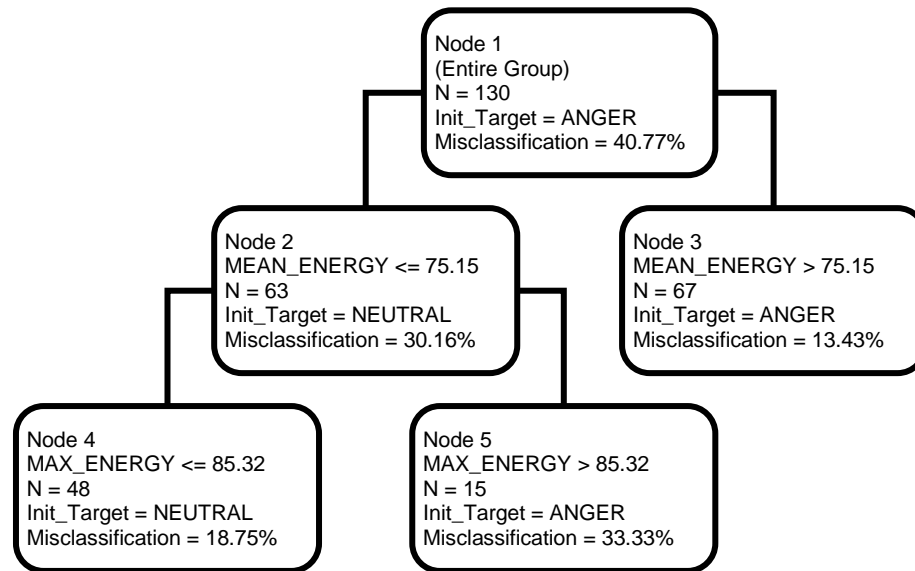 Node 1
(Entire Group)
N = 130
Init_Target = ANGER
Misclassification = 40.77%
Node 2
MEAN_ENERGY <= 75.15
N = 63
Init_Target = NEUTRAL
Misclassification = 30.16%
Node 3
MEAN_ENERGY > 75.15
N = 67
Init_Target = ANGER
Misclassification = 13.43%
Node 4
MAX_ENERGY <= 85.32
N = 48
Init_Target = NEUTRAL
Misclassification = 18.75%
Node 5
MAX_ENERGY > 85.32
N = 15
Init_Target = ANGER
Misclassification = 33.33%